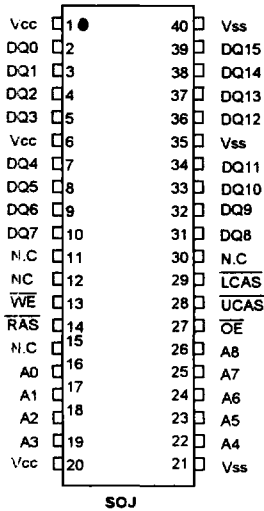 Vcc 1 40 Vss
DQ0 2 39 DQ15
DQ1 3 38 DQ14
DQ2 4 37 DQ13
DQ3 5 36 DQ12
Vcc 6 35 Vss
DQ4 7 34 DQ11
DQ5 8 33 DQ10
DQ6 9 32 DQ9
DQ7 10 31 DQ8
N.C 11 30 N.C
NC 12 29 LCAS
WE 13 28 UCAS
RAS 14 27 OE
N.C 15 26 A8
A0 16 25 A7
A1 17 24 A6
A2 18 23 A5
A3 19 22 A4
Vcc 20 21 Vss
SOJ